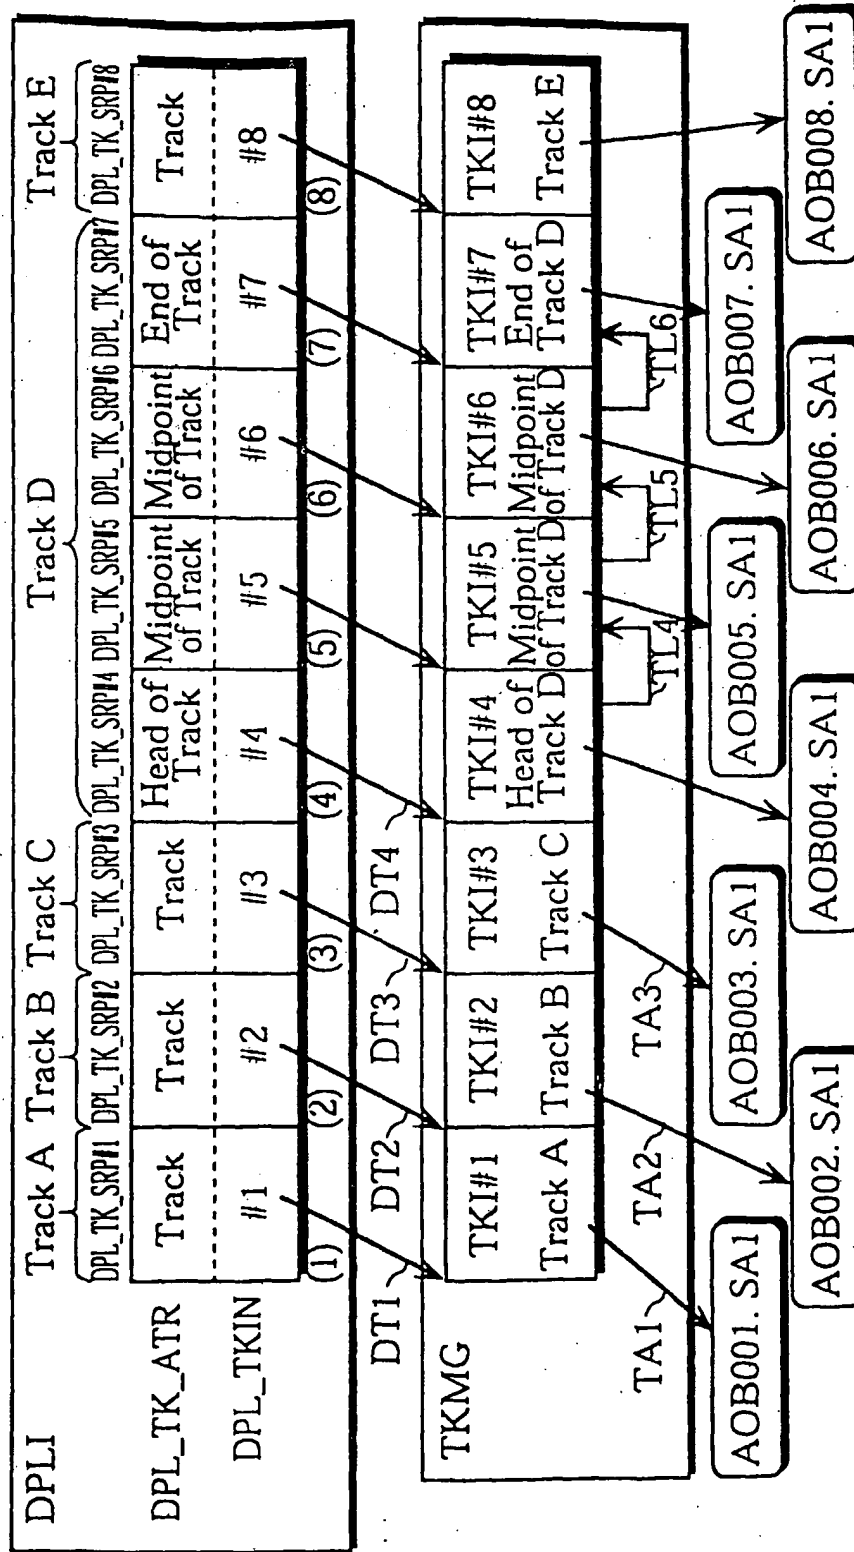 DPLI
Track A
Track B
Track C
Track D
Track E
DPL_TK_SRP#1
DPL_TK_SRP#2
DPL_TK_SRP#3
DPL_TK_SRP#4
DPL_TK_SRP#5
DPL_TK_SRP#6
DPL_TK_SRP#7
DPL_TK_SRP#8
DPL_TK_ATR
Track
Track
Track
Head of
Track
Midpoint
of Track
Midpoint
of Track
End of
Track
Track
DPL_TKIN
#1
#2
#3
#4
#5
#6
#7
#8
(1)
(2)
(3)
(4)
(5)
(6)
(7)
(8)
DT1
DT2
DT3
DT4
TKMG
TKI#1
Track A
TKI#2
Track B
TKI#3
Track C
TKI#4
Head of
Track D
TKI#5
Midpoint
of Track D
TKI#6
Midpoint
of Track D
TKI#7
End of
Track D
TKI#8
Track E
TA1
TA2
TA3
TL4
TL5
TL6
AOB001. SA1
AOB002. SA1
AOB003. SA1
AOB004. SA1
AOB005. SA1
AOB006. SA1
AOB007. SA1
AOB008. SA1